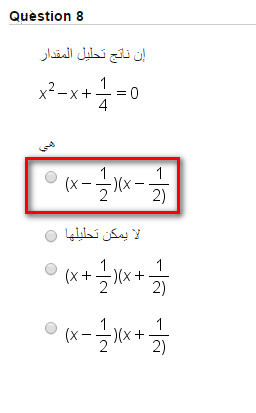 Question 8
إن ناتج تحليل المقدار
x² – x + 1/4 = 0
هي
(x – 1/2)(x – 1/2)
لا يمكن تحليلها
(x + 1/2)(x + 1/2)
(x – 1/2)(x + 1/2)